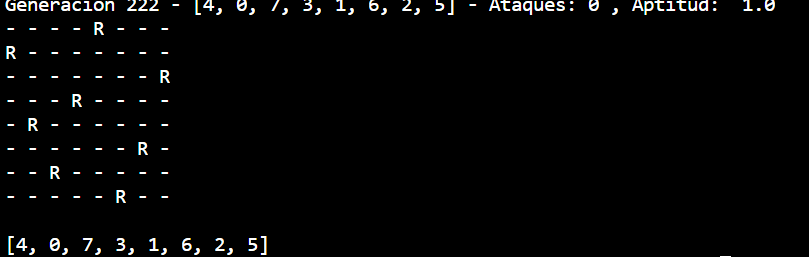 Generacion 222 - [4, 0, 7, 3, 1, 6, 2, 5] - Ataques: 0 , Aptitud:  1.0
- - - - R - - -
R - - - - - - -
- - - - - - - R
- - - R - - - -
- R - - - - - -
- - - - - - R -
- - R - - - - -
- - - - - R - -
[4, 0, 7, 3, 1, 6, 2, 5]